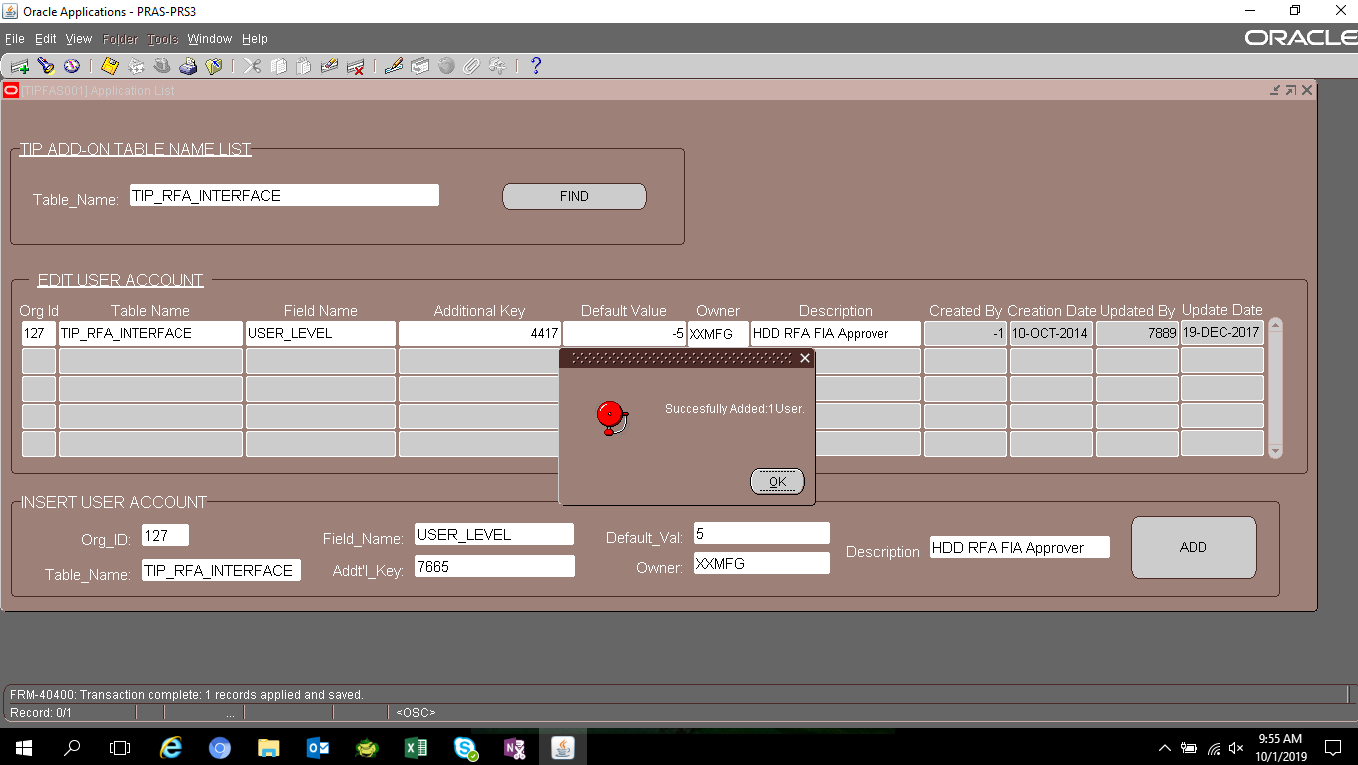 Oracle Applications - PRAS-PRS3
File Edit View Folder Tools Window Help
ORACLE
[TIPFAS001] Application List
TIP ADD-ON TABLE NAME LIST
Table_Name: TIP_RFA_INTERFACE FIND
EDIT USER ACCOUNT
Org Id Table Name Field Name Additional Key Default Value Owner Description Created By Creation Date Updated By Update Date
127 TIP_RFA_INTERFACE USER_LEVEL 4417 -5 XXMFG HDD RFA FIA Approver -1 10-OCT-2014 7889 19-DEC-2017
Succesfully Added:1User.
OK
INSERT USER ACCOUNT
Org_ID: 127 Field_Name: USER_LEVEL Default_Val: 5 Description HDD RFA FIA Approver ADD
Table_Name: TIP_RFA_INTERFACE Addt'l_Key: 7665 Owner: XXMFG
FRM-40400: Transaction complete: 1 records applied and saved.
Record: 0/1 ... <OSC>
9:55 AM
10/1/2019